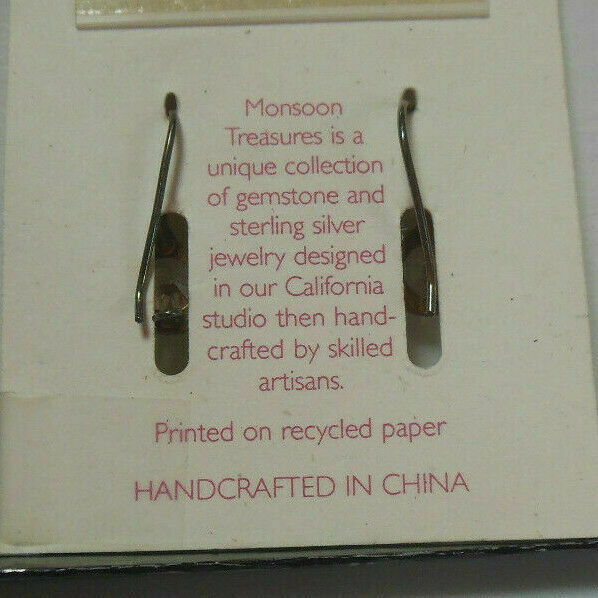 Monsoon
Treasures is a
unique collection
of gemstone and
sterling silver
jewelry designed
in our California
studio then hand-
crafted by skilled
artisans.
Printed on recycled paper
HANDCRAFTED IN CHINA